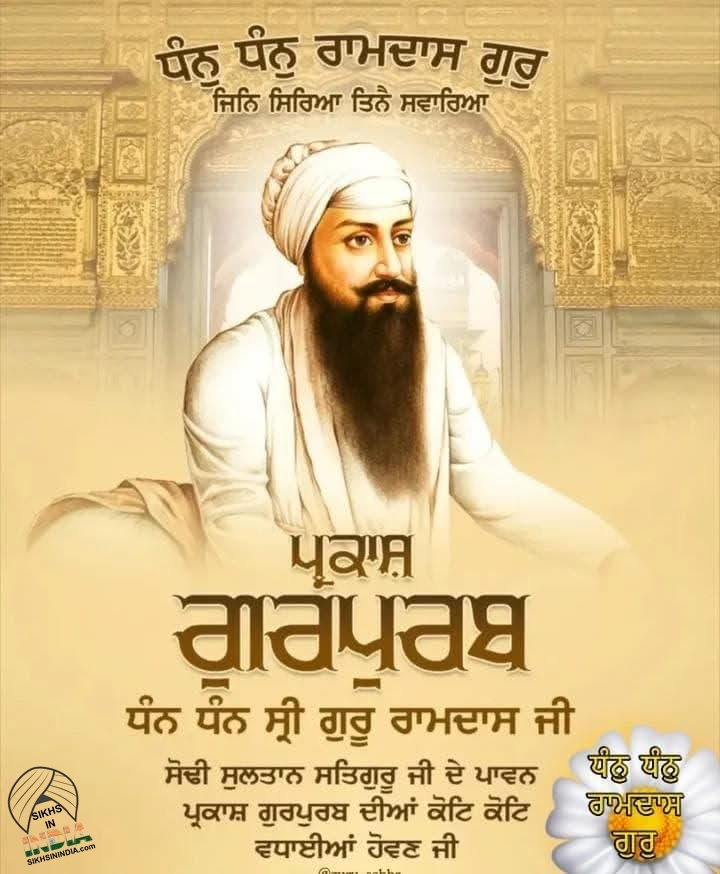 ਧੰਨੁ ਧੰਨੁ ਰਾਮਦਾਸ ਗੁਰੁ
ਜਿਨਿ ਸਿਰਿਆ ਤਿਨੈ ਸਵਾਰਿਆ
ਪ੍ਰਕਾਸ਼
ਗੁਰਪੁਰਬ
ਧੰਨ ਧੰਨ ਸ੍ਰੀ ਗੁਰੂ ਰਾਮਦਾਸ ਜੀ
ਸੋਢੀ ਸੁਲਤਾਨ ਸਤਿਗੁਰੂ ਜੀ ਦੇ ਪਾਵਨ
ਪ੍ਰਕਾਸ਼ ਗੁਰਪੁਰਬ ਦੀਆਂ ਕੋਟਿ ਕੋਟਿ
ਵਧਾਈਆਂ ਹੋਵਣ ਜੀ
ਧੰਨੁ ਧੰਨੁ
ਰਾਮਦਾਸ
ਗੁਰੁ
SIKHS
IN
INDIA
SIKHSININDIA.com